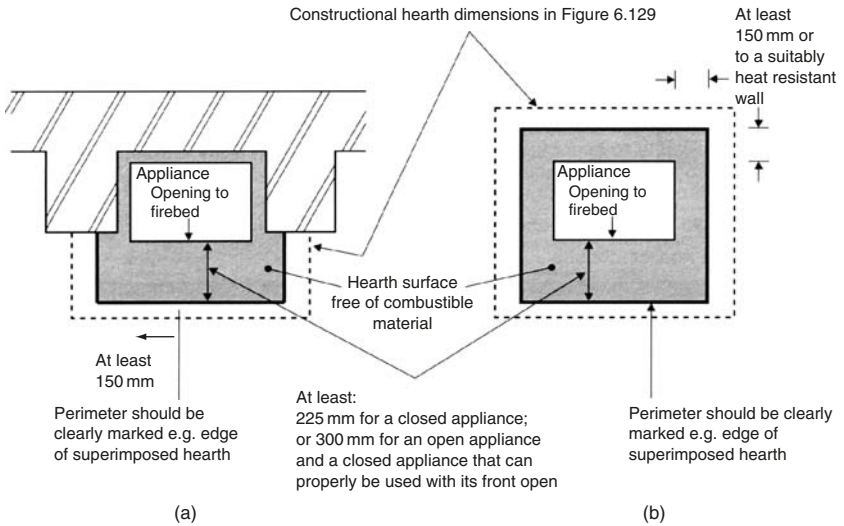 Constructional hearth dimensions in Figure 6.129
At least
150 mm or
to a suitably
heat resistant
wall
Appliance
Opening to
firebed
Appliance
Opening to
firebed
Hearth surface
free of combustible
material
At least
150 mm
Perimeter should be
clearly marked e.g. edge
of superimposed hearth
At least:
225 mm for a closed appliance;
or 300 mm for an open appliance
and a closed appliance that can
properly be used with its front open
Perimeter should be clearly
marked e.g. edge of
superimposed hearth
(a)
(b)